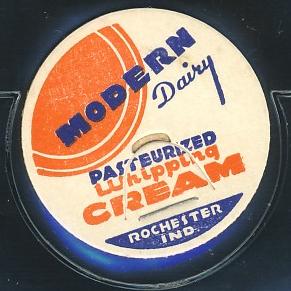 MODERN
Dairy
PASTEURIZED
Whipping
CREAM
ROCHESTER
IND.